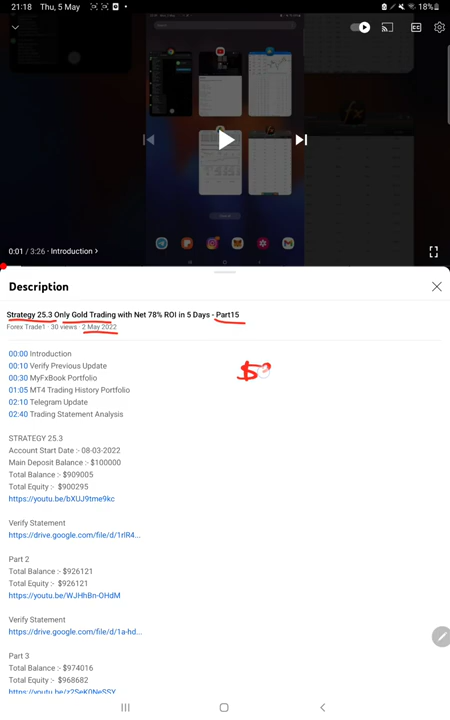 21:18 Thu, 5 May
18%
0:01 / 3:26 · Introduction >
Description
Strategy 25.3 Only Gold Trading with Net 78% ROI in 5 Days - Part15
Forex Trade1 · 30 views · 2 May 2022
00:00 Introduction
00:10 Verify Previous Update
00:30 MyFxBook Portfolio
01:05 MT4 Trading History Portfolio
02:10 Telegram Update
02:40 Trading Statement Analysis
STRATEGY 25.3
Account Start Date :- 08-03-2022
Main Deposit Balance :- $100000
Total Balance :- $909005
Total Equity :- $900295
https://youtu.be/bXUJ9tme9kc
Verify Statement
https://drive.google.com/file/d/1rlR4...
Part 2
Total Balance :- $926121
Total Equity :- $926121
https://youtu.be/WJHhBn-OHdM
Verify Statement
https://drive.google.com/file/d/1a-hd...
Part 3
Total Balance :- $974016
Total Equity :- $968682
https://youtu.be/z2SeK0NeSSY